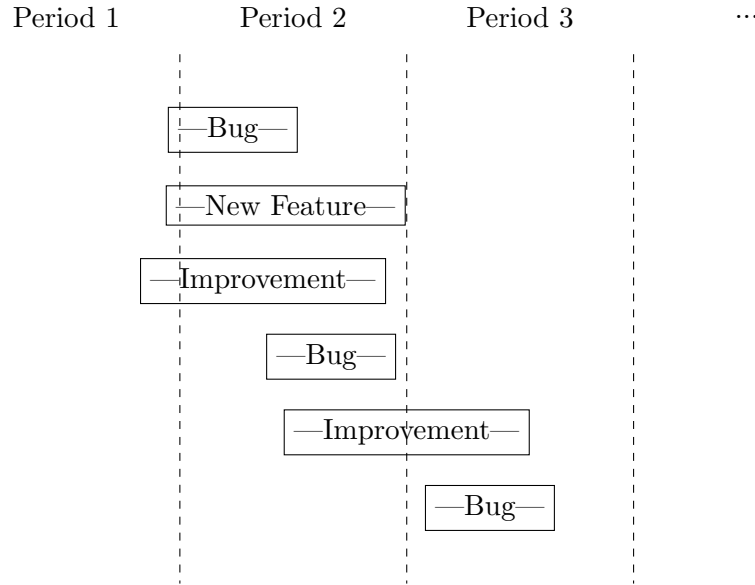 Period 1 Period 2 Period 3 ...
—Bug—
—New Feature—
—Improvement—
—Bug—
—Improvement—
—Bug—